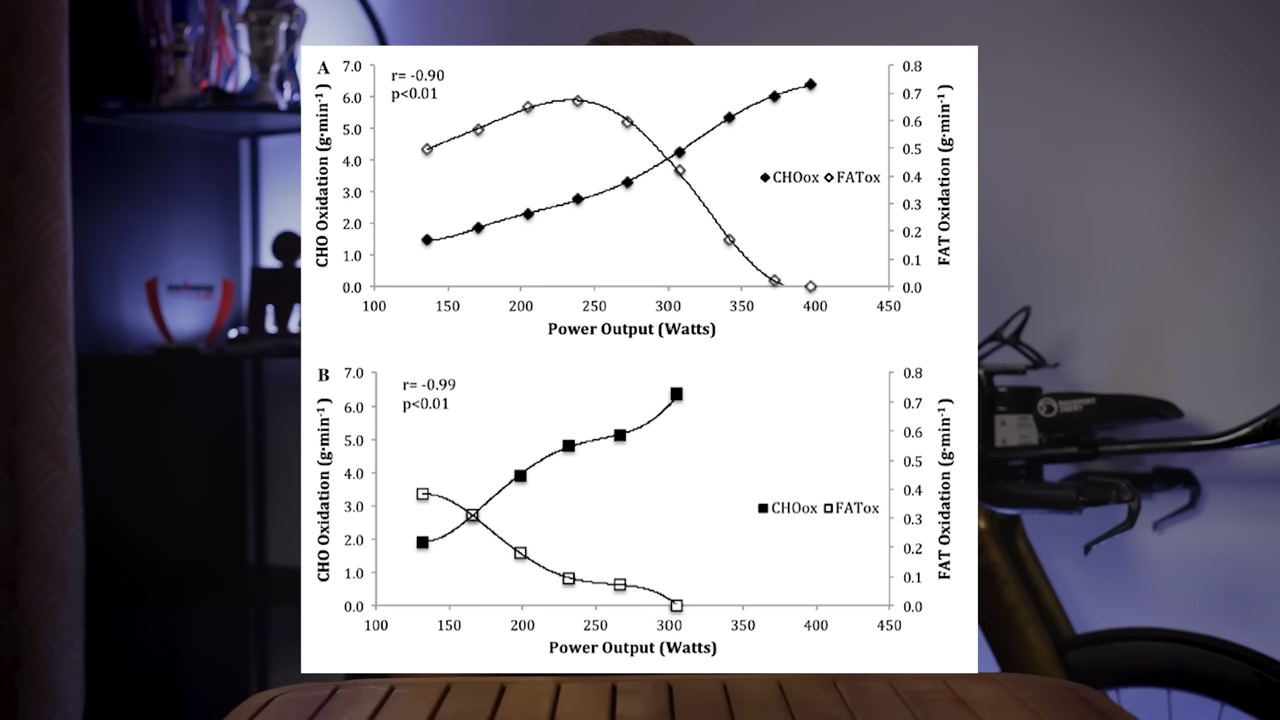 A
r= -0.90
p<0.01
CHO Oxidation (g·min-1 )
7.0
6.0
5.0
4.0
3.0
2.0
1.0
0.0
0.8
0.7
0.6
0.5
0.4
0.3
0.2
0.1
0.0
FAT Oxidation (g·min-1 )
CHOox FATox
100 150 200 250 300 350 400 450
Power Output (Watts)
B
r= -0.99
p<0.01
CHO Oxidation (g·min-1 )
7.0
6.0
5.0
4.0
3.0
2.0
1.0
0.0
0.8
0.7
0.6
0.5
0.4
0.3
0.2
0.1
0.0
FAT Oxidation (g·min-1 )
CHOox FATox
100 150 200 250 300 350 400 450
Power Output (Watts)